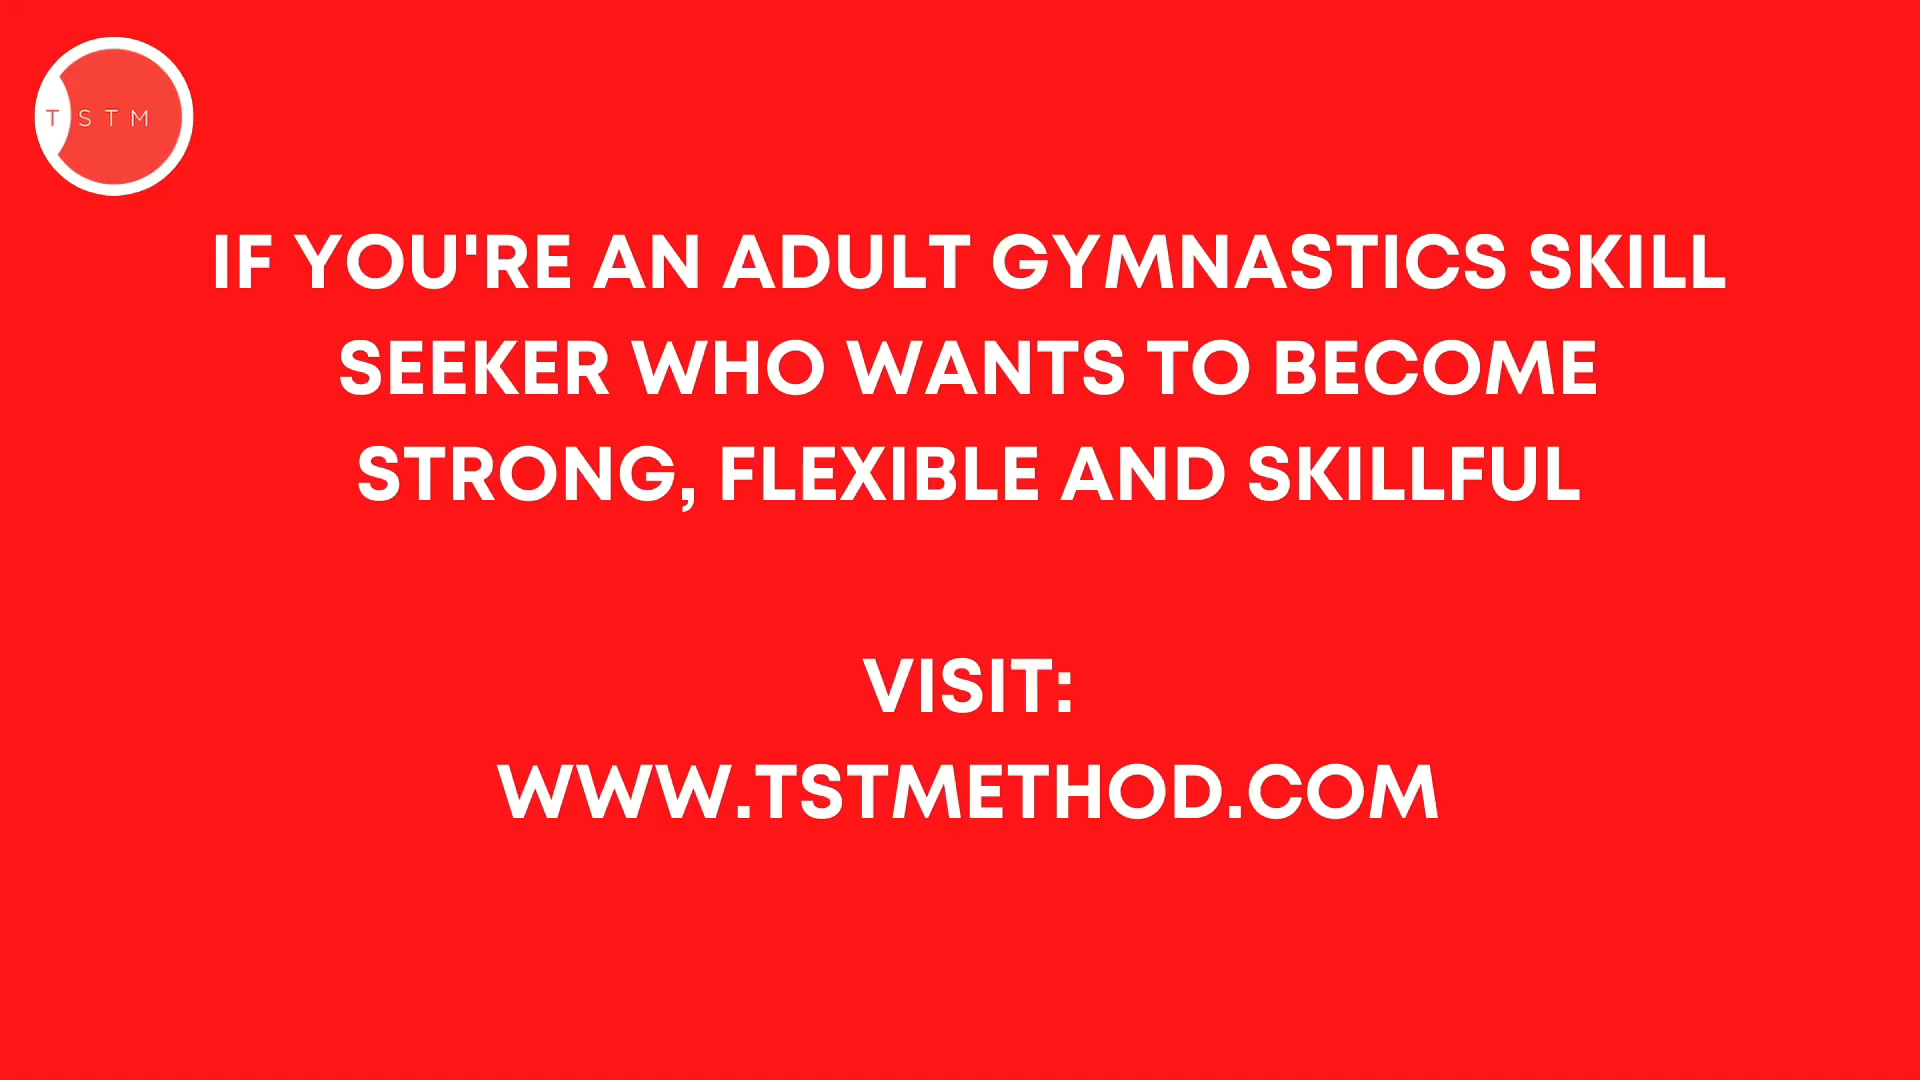 TSTM
IF YOU'RE AN ADULT GYMNASTICS SKILL
SEEKER WHO WANTS TO BECOME
STRONG, FLEXIBLE AND SKILLFUL
VISIT:
WWW.TSTMETHOD.COM